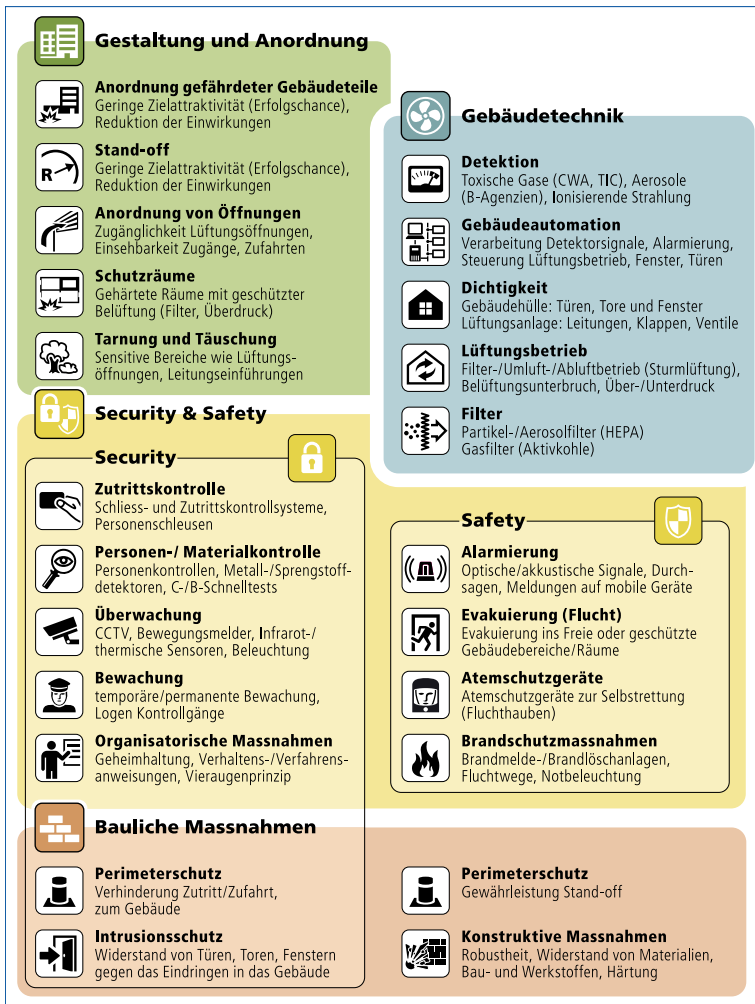 Gestaltung und Anordnung
Anordnung gefährdeter Gebäudeteile
Geringe Zielattraktivität (Erfolgschance),
Reduktion der Einwirkungen
R
Stand-off
Geringe Zielattraktivität (Erfolgschance),
Reduktion der Einwirkungen
Anordnung von Öffnungen
Zugänglichkeit Lüftungsöffnungen,
Einsehbarkeit Zugänge, Zufahrten
Schutzräume
Gehärtete Räume mit geschützter
Belüftung (Filter, Überdruck)
Tarnung und Täuschung
Sensitive Bereiche wie Lüftungs-
öffnungen, Leitungseinführungen
Gebäudetechnik
Detektion
Toxische Gase (CWA, TIC), Aerosole
(B-Agenzien), Ionisierende Strahlung
Gebäudeautomation
Verarbeitung Detektorsignale, Alarmierung,
Steuerung Lüftungsbetrieb, Fenster, Türen
Dichtigkeit
Gebäudehülle: Türen, Tore und Fenster
Lüftungsanlage: Leitungen, Klappen, Ventile
Lüftungsbetrieb
Filter-/Umluft-/Abluftbetrieb (Sturmlüftung),
Belüftungsunterbruch, Über-/Unterdruck
Filter
Partikel-/Aerosolfilter (HEPA)
Gasfilter (Aktivkohle)
Security & Safety
Security
Zutrittskontrolle
Schliess- und Zutrittskontrollsysteme,
Personenschleusen
Personen-/ Materialkontrolle
Personenkontrollen, Metall-/Sprengstoff-
detektoren, C-/B-Schnelltests
Überwachung
CCTV, Bewegungsmelder, Infrarot-/
thermische Sensoren, Beleuchtung
Bewachung
temporäre/permanente Bewachung,
Logen Kontrollgänge
Organisatorische Massnahmen
Geheimhaltung, Verhaltens-/Verfahrens-
anweisungen, Vieraugenprinzip
Safety
Alarmierung
Optische/akkustische Signale, Durch-
sagen, Meldungen auf mobile Geräte
Evakuierung (Flucht)
Evakuierung ins Freie oder geschützte
Gebäudebereiche/Räume
Atemschutzgeräte
Atemschutzgeräte zur Selbstrettung
(Fluchthauben)
Brandschutzmassnahmen
Brandmelde-/Brandlöschanlagen,
Fluchtwege, Notbeleuchtung
Bauliche Massnahmen
Perimeterschutz
Verhinderung Zutritt/Zufahrt,
zum Gebäude
Intrusionsschutz
Widerstand von Türen, Toren, Fenstern
gegen das Eindringen in das Gebäude
Perimeterschutz
Gewährleistung Stand-off
Konstruktive Massnahmen
Robustheit, Widerstand von Materialien,
Bau- und Werkstoffen, Härtung